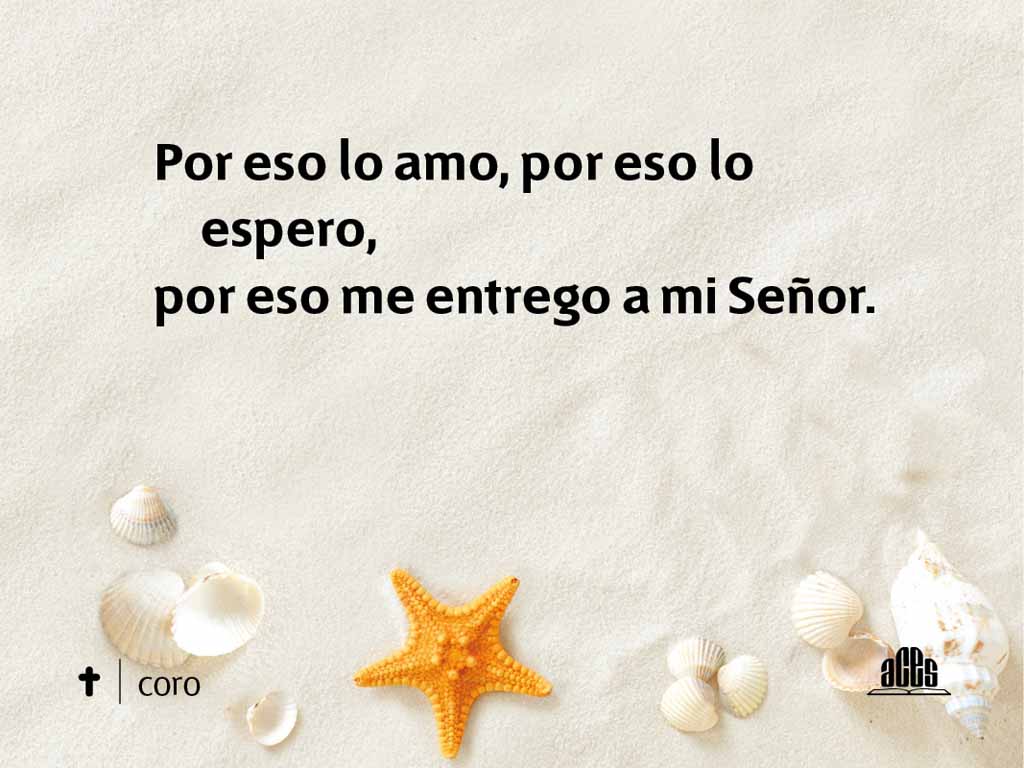 Por eso lo amo, por eso lo
espero,
por eso me entrego a mi Señor.
coro
aces